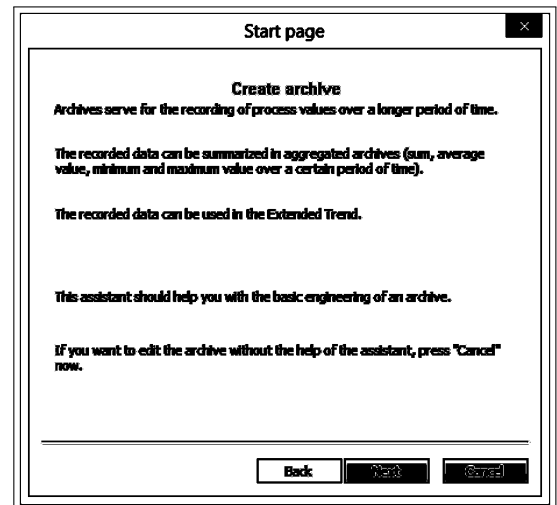 Start page
Create archive
Archives serve for the recording of process values over a longer period of time.
The recorded data can be summarized in aggregated archives (sum, average
value, minimum and maximum value over a certain period of time).
The recorded data can be used in the Extended Trend.
This assistant should help you with the basic engineering of an archive.
If you want to edit the archive without the help of the assistant, press "Cancel"
now.
Back Next Cancel